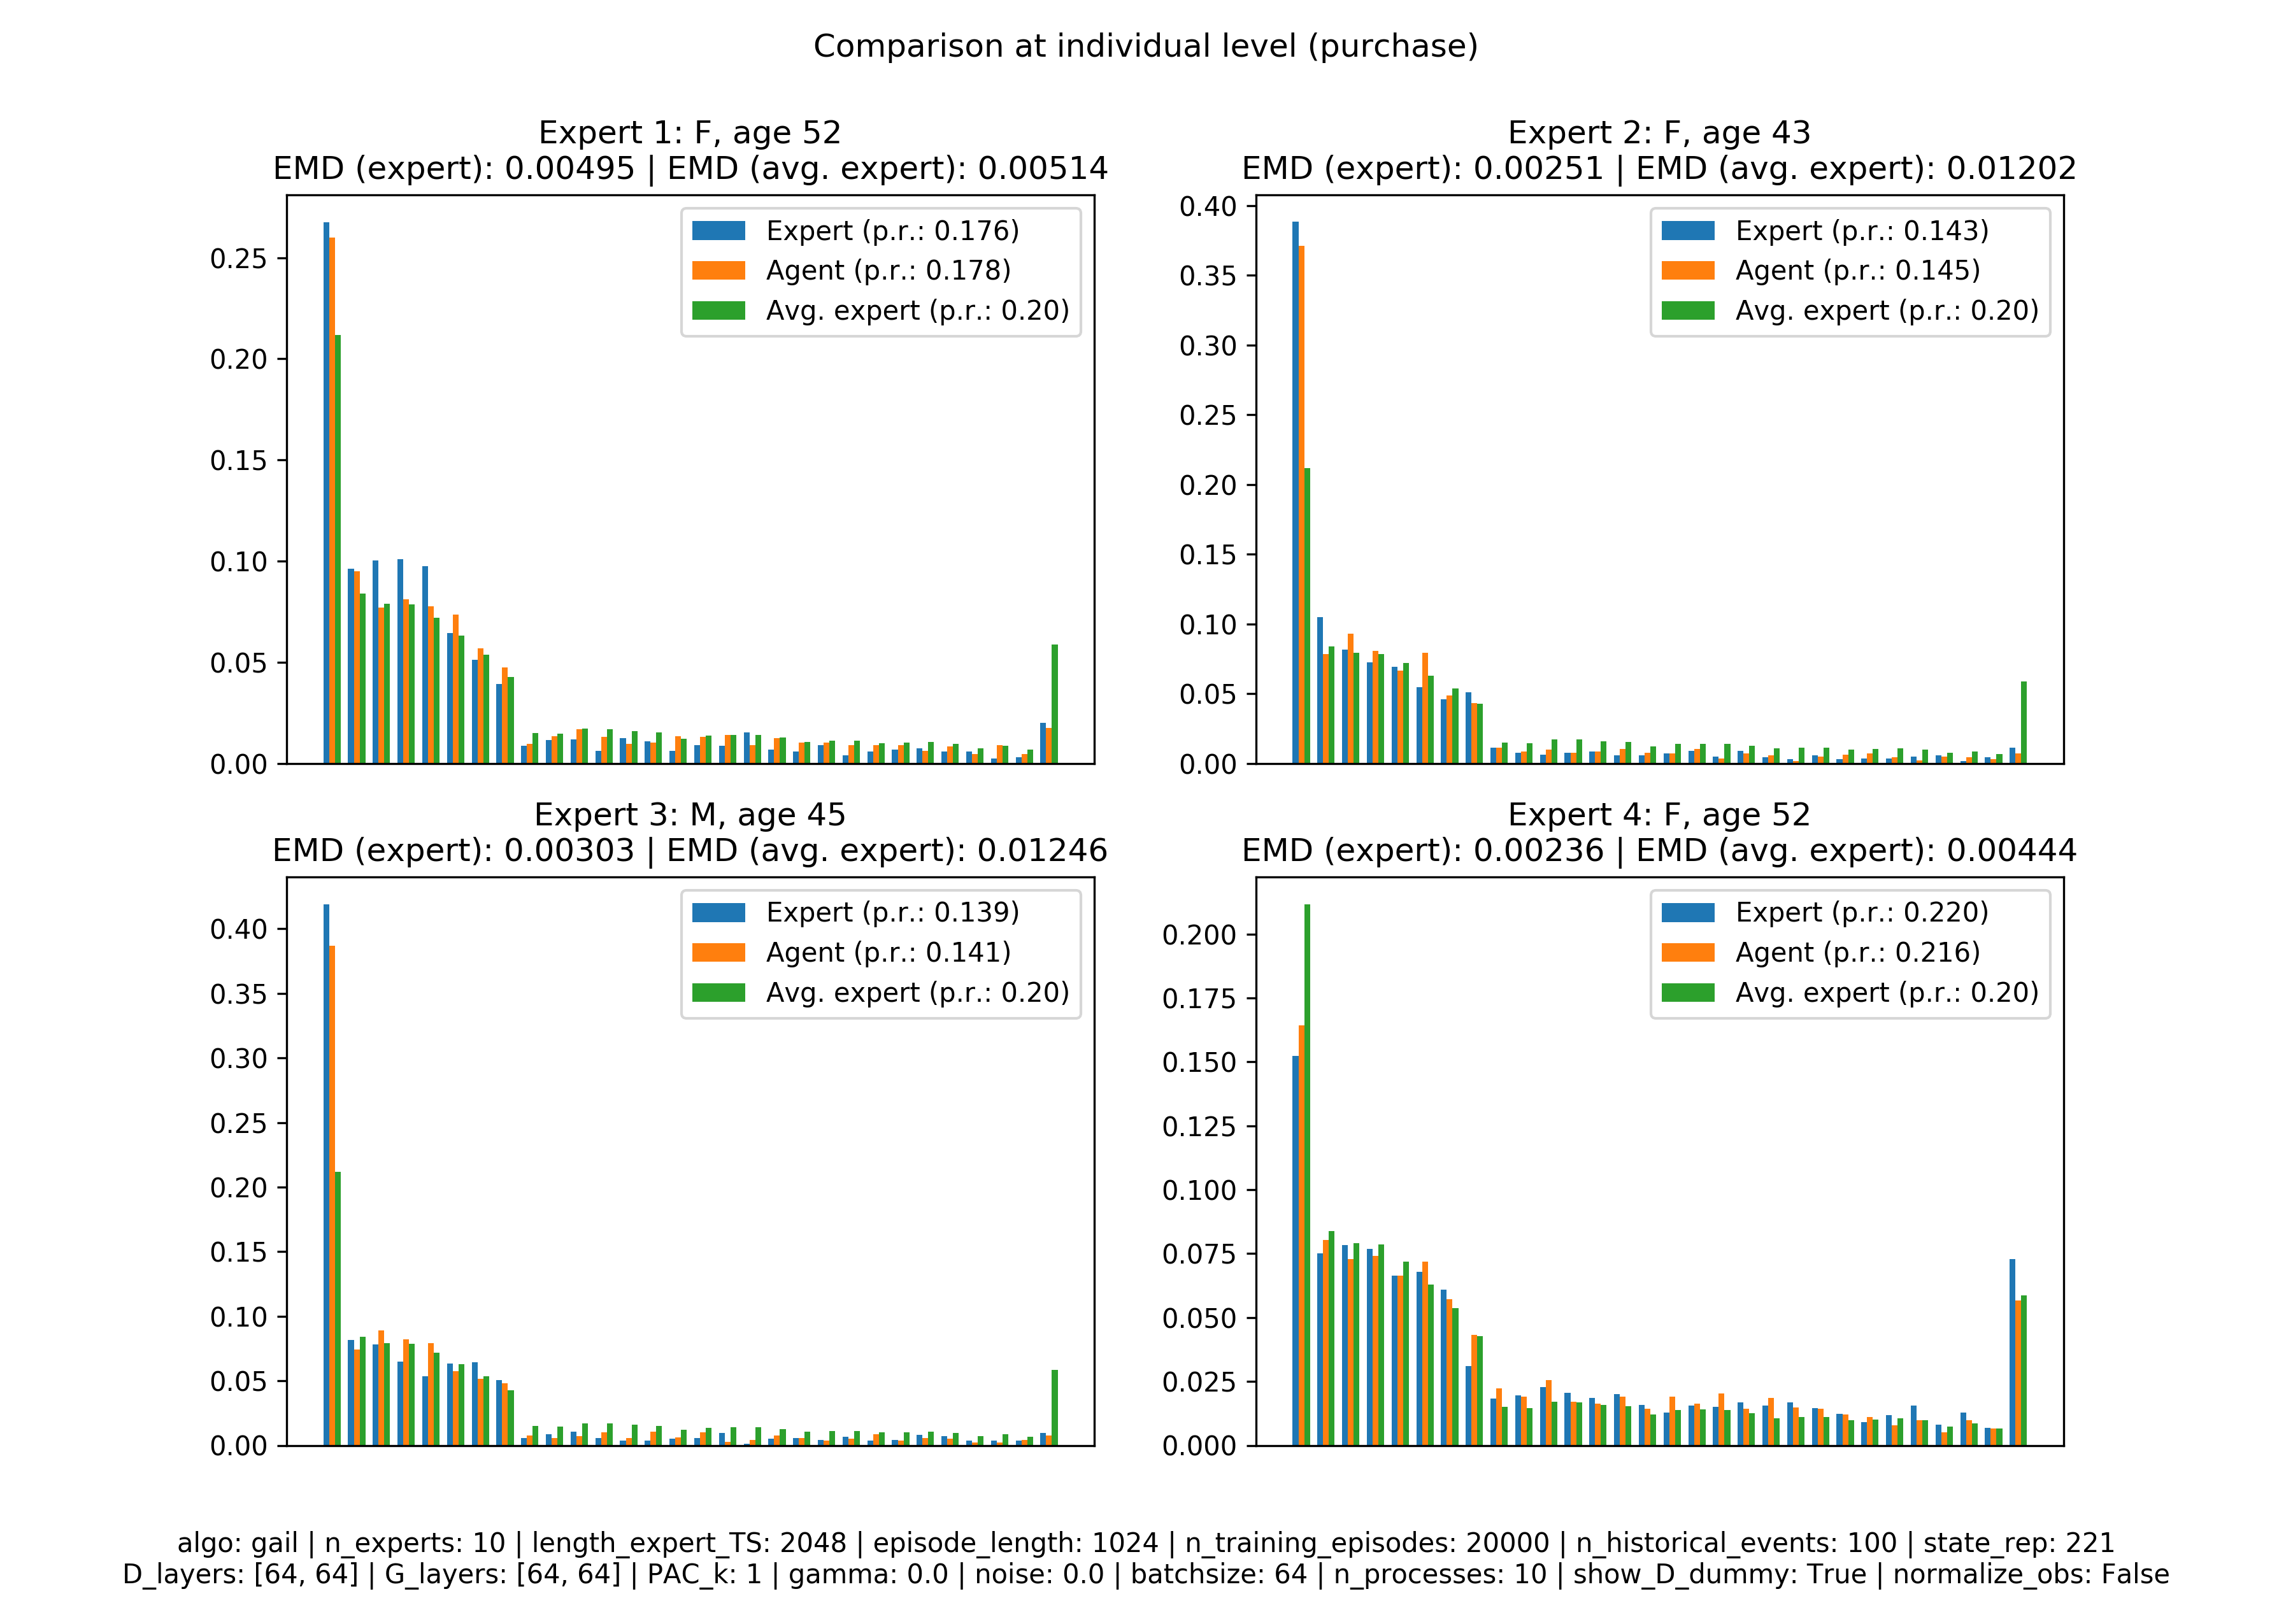 Comparison at individual level (purchase)
Expert 1: F, age 52
EMD (expert): 0.00495 | EMD (avg. expert): 0.00514
Expert (p.r.: 0.176)
Agent (p.r.: 0.178)
Avg. expert (p.r.: 0.20)
0.25
0.20
0.15
0.10
0.05
0.00
Expert 2: F, age 43
EMD (expert): 0.00251 | EMD (avg. expert): 0.01202
Expert (p.r.: 0.143)
Agent (p.r.: 0.145)
Avg. expert (p.r.: 0.20)
0.40
0.35
0.30
0.25
0.20
0.15
0.10
0.05
0.00
Expert 3: M, age 45
EMD (expert): 0.00303 | EMD (avg. expert): 0.01246
Expert (p.r.: 0.139)
Agent (p.r.: 0.141)
Avg. expert (p.r.: 0.20)
0.40
0.35
0.30
0.25
0.20
0.15
0.10
0.05
0.00
Expert 4: F, age 52
EMD (expert): 0.00236 | EMD (avg. expert): 0.00444
Expert (p.r.: 0.220)
Agent (p.r.: 0.216)
Avg. expert (p.r.: 0.20)
0.200
0.175
0.150
0.125
0.100
0.075
0.050
0.025
0.000
algo: gail | n_experts: 10 | length_expert_TS: 2048 | episode_length: 1024 | n_training_episodes: 20000 | n_historical_events: 100 | state_rep: 221
D_layers: [64, 64] | G_layers: [64, 64] | PAC_k: 1 | gamma: 0.0 | noise: 0.0 | batchsize: 64 | n_processes: 10 | show_D_dummy: True | normalize_obs: False